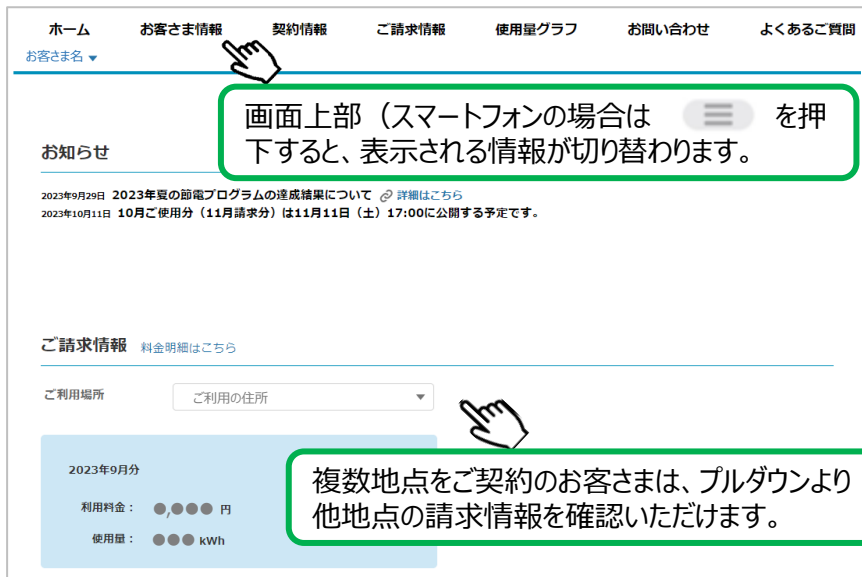 ホーム お客さま情報 契約情報 ご請求情報 使用量グラフ お問い合わせ よくあるご質問
お客さま名
画面上部（スマートフォンの場合は を押
下すると、表示される情報が切り替わります。
お知らせ
2023年9月29日 2023年夏の節電プログラムの達成結果について 詳細はこちら
2023年10月11日 10月ご使用分（11月請求分）は11月11日（土）17:00に公開する予定です。
ご請求情報 料金明細はこちら
ご利用場所 ご利用の住所
複数地点をご契約のお客さまは、プルダウンより
他地点の請求情報を確認いただけます。
2023年9月分
利用料金： ●,●●● 円
使用量： ●●● kWh